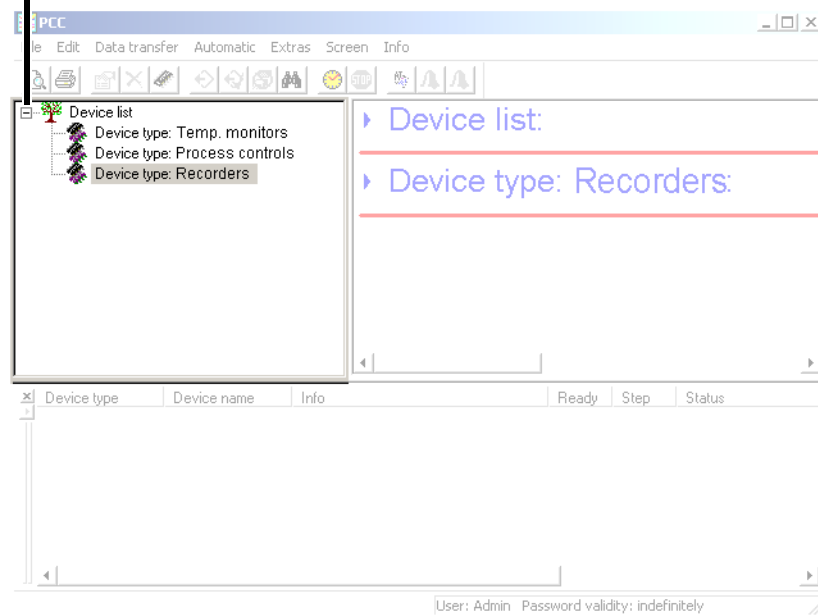 PCC
File Edit Data transfer Automatic Extras Screen Info
STOP
Device list
Device type: Temp. monitors
Device type: Process controls
Device type: Recorders
Device list:
Device type: Recorders:
Device type Device name Info Ready Step Status
User: Admin Password validity: indefinitely